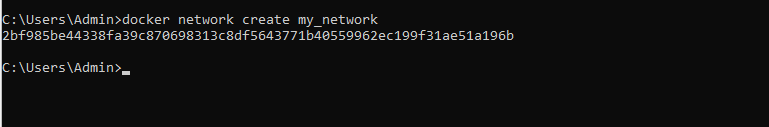 C:\Users\Admin>docker network create my_network
2bf985be44338fa39c870698313c8df5643771b40559962ec199f31ae51a196b
C:\Users\Admin>